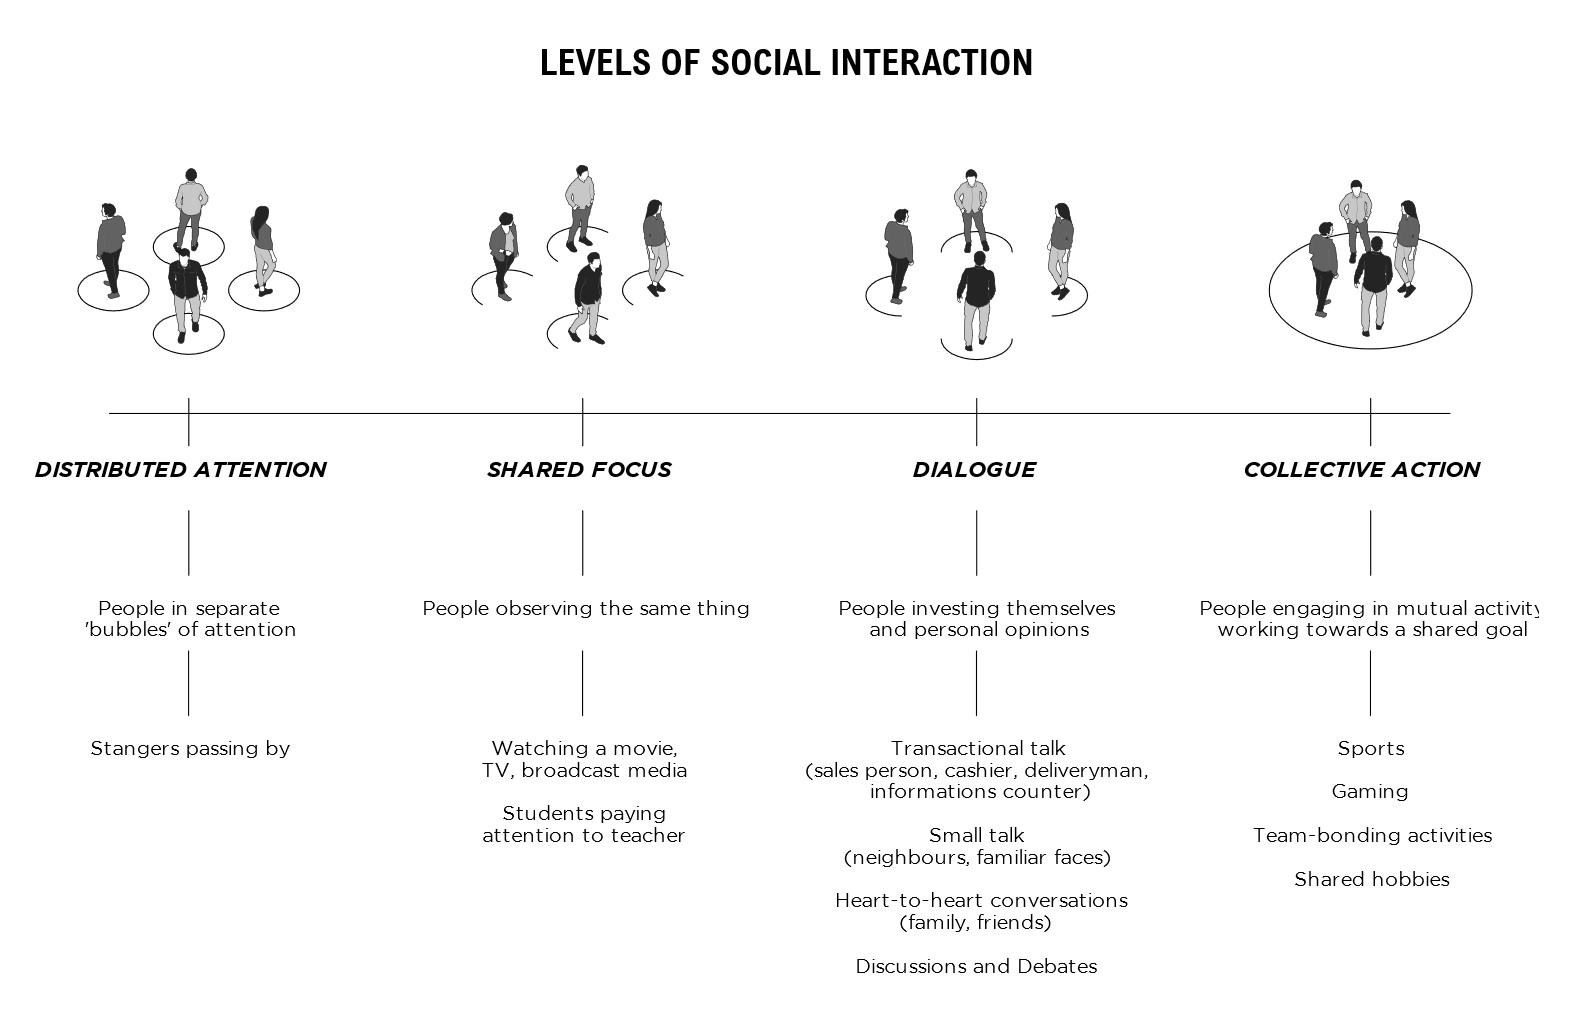 LEVELS OF SOCIAL INTERACTION
DISTRIBUTED ATTENTION
People in separate
'bubbles' of attention
Stangers passing by
SHARED FOCUS
People observing the same thing
Watching a movie,
TV, broadcast media
Students paying
attention to teacher
DIALOGUE
People investing themselves
and personal opinions
Transactional talk
(sales person, cashier, deliveryman,
informations counter)
Small talk
(neighbours, familiar faces)
Heart-to-heart conversations
(family, friends)
Discussions and Debates
COLLECTIVE ACTION
People engaging in mutual activity
working towards a shared goal
Sports
Gaming
Team-bonding activities
Shared hobbies